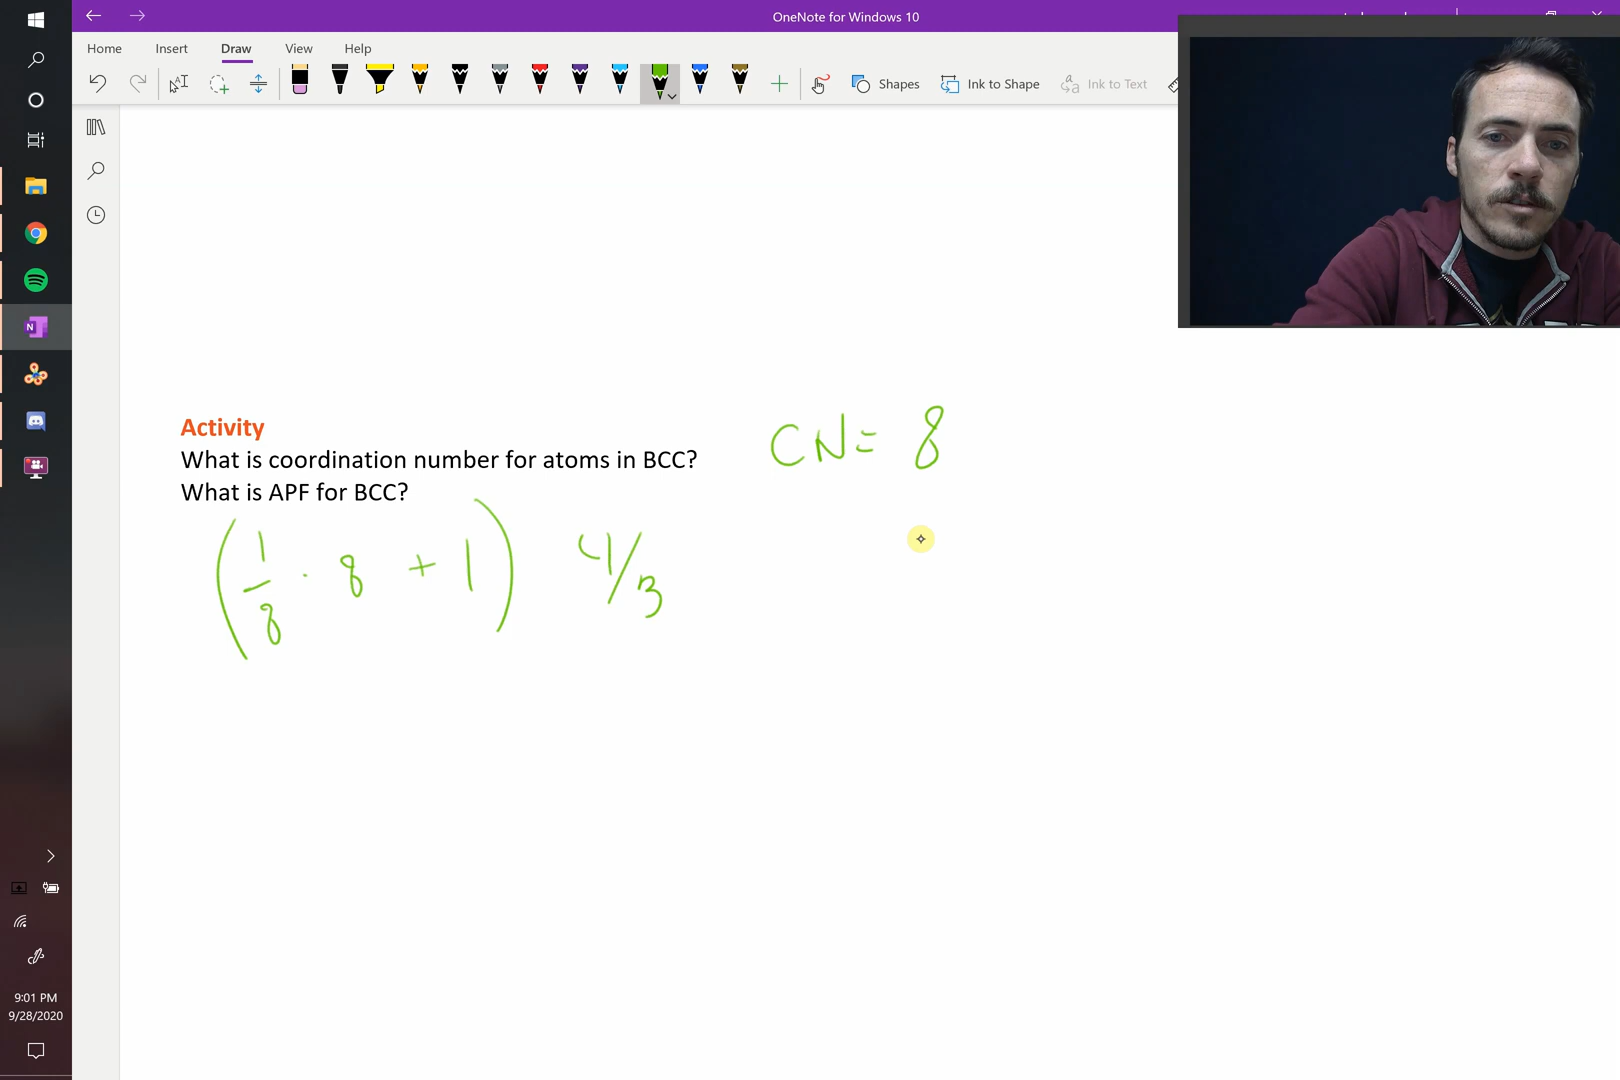 OneNote for Windows 10
Home Insert Draw View Help
Shapes Ink to Shape Ink to Text
Activity
What is coordination number for atoms in BCC?
What is APF for BCC?
CN= 8
(1/8 · 8 + 1) 4/3
9:01 PM
9/28/2020